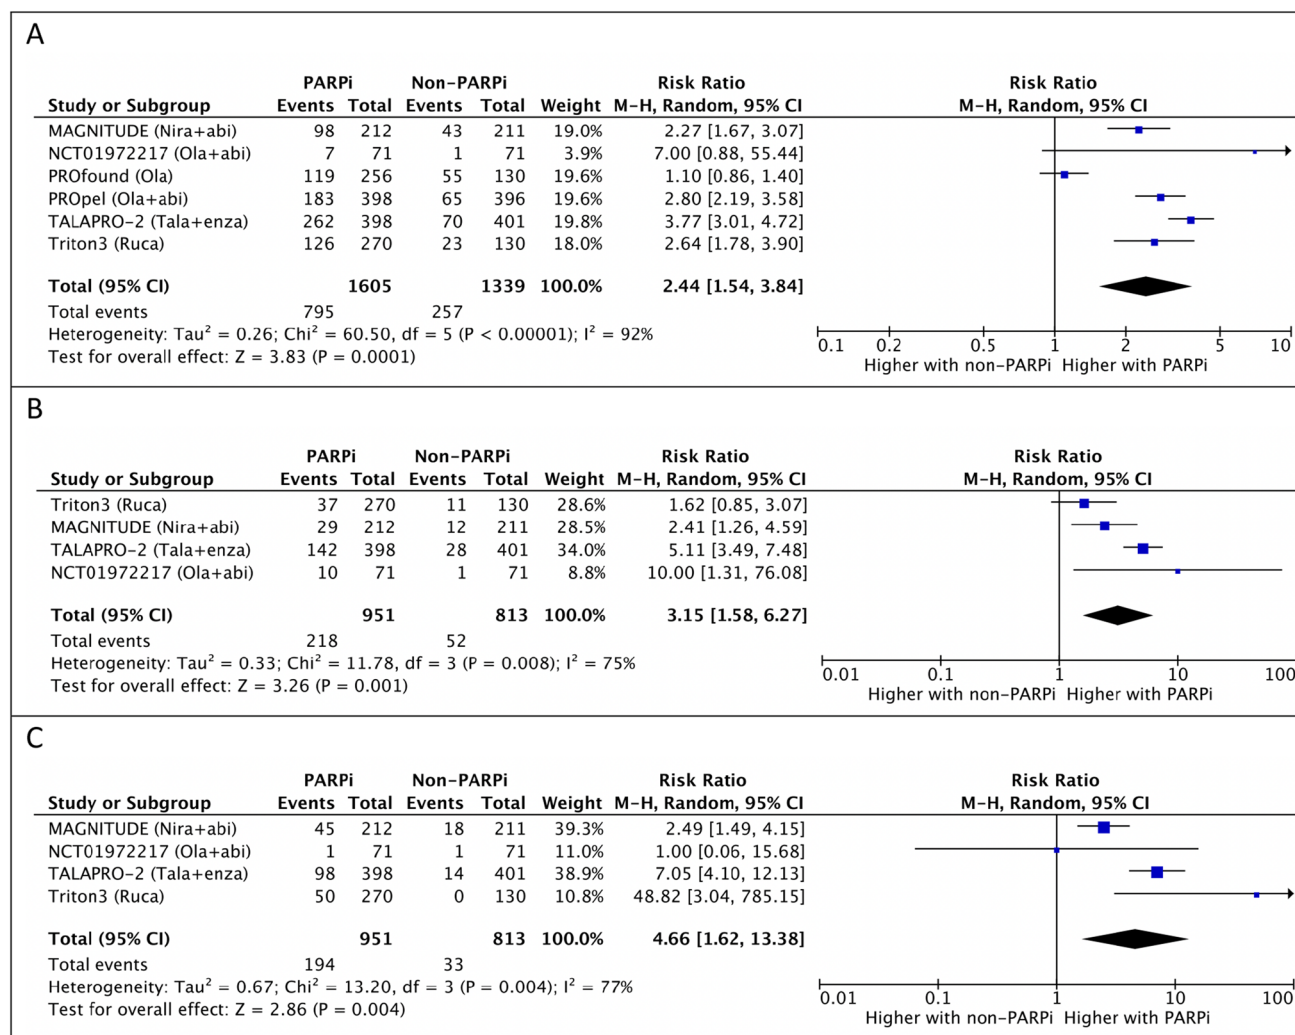 A
PARPi Non-PARPi Risk Ratio Risk Ratio
Study or Subgroup Events Total Events Total Weight M-H, Random, 95% CI M-H, Random, 95% CI
MAGNITUDE (Nira+abi) 98 212 43 211 19.0% 2.27 [1.67, 3.07]
NCT01972217 (Ola+abi) 7 71 1 71 3.9% 7.00 [0.88, 55.44]
PROfound (Ola) 119 256 55 130 19.6% 1.10 [0.86, 1.40]
PROpel (Ola+abi) 183 398 65 396 19.6% 2.80 [2.19, 3.58]
TALAPRO-2 (Tala+enza) 262 398 70 401 19.8% 3.77 [3.01, 4.72]
Triton3 (Ruca) 126 270 23 130 18.0% 2.64 [1.78, 3.90]
Total (95% CI) 1605 1339 100.0% 2.44 [1.54, 3.84]
Total events 795 257
Heterogeneity: Tau² = 0.26; Chi² = 60.50, df = 5 (P < 0.00001); I² = 92%
Test for overall effect: Z = 3.83 (P = 0.0001)
0.1 0.2 0.5 1 2 5 10
Higher with non-PARPi Higher with PARPi
B
PARPi Non-PARPi Risk Ratio Risk Ratio
Study or Subgroup Events Total Events Total Weight M-H, Random, 95% CI M-H, Random, 95% CI
Triton3 (Ruca) 37 270 11 130 28.6% 1.62 [0.85, 3.07]
MAGNITUDE (Nira+abi) 29 212 12 211 28.5% 2.41 [1.26, 4.59]
TALAPRO-2 (Tala+enza) 142 398 28 401 34.0% 5.11 [3.49, 7.48]
NCT01972217 (Ola+abi) 10 71 1 71 8.8% 10.00 [1.31, 76.08]
Total (95% CI) 951 813 100.0% 3.15 [1.58, 6.27]
Total events 218 52
Heterogeneity: Tau² = 0.33; Chi² = 11.78, df = 3 (P = 0.008); I² = 75%
Test for overall effect: Z = 3.26 (P = 0.001)
0.01 0.1 1 10 100
Higher with non-PARPi Higher with PARPi
C
PARPi Non-PARPi Risk Ratio Risk Ratio
Study or Subgroup Events Total Events Total Weight M-H, Random, 95% CI M-H, Random, 95% CI
MAGNITUDE (Nira+abi) 45 212 18 211 39.3% 2.49 [1.49, 4.15]
NCT01972217 (Ola+abi) 1 71 1 71 11.0% 1.00 [0.06, 15.68]
TALAPRO-2 (Tala+enza) 98 398 14 401 38.9% 7.05 [4.10, 12.13]
Triton3 (Ruca) 50 270 0 130 10.8% 48.82 [3.04, 785.15]
Total (95% CI) 951 813 100.0% 4.66 [1.62, 13.38]
Total events 194 33
Heterogeneity: Tau² = 0.67; Chi² = 13.20, df = 3 (P = 0.004); I² = 77%
Test for overall effect: Z = 2.86 (P = 0.004)
0.01 0.1 1 10 100
Higher with non-PARPi Higher with PARPi